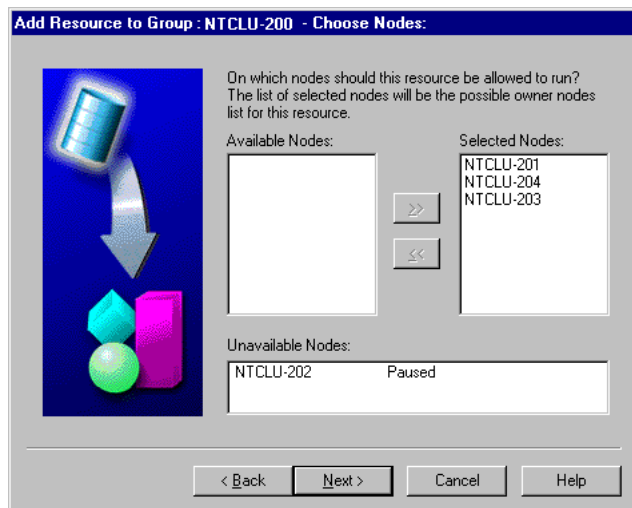 Add Resource to Group : NTCLU-200 - Choose Nodes:
On which nodes should this resource be allowed to run?
The list of selected nodes will be the possible owner nodes
list for this resource.
Available Nodes:
Selected Nodes:
NTCLU-201
NTCLU-204
NTCLU-203
>>
<<
Unavailable Nodes:
NTCLU-202 Paused
< Back Next > Cancel Help